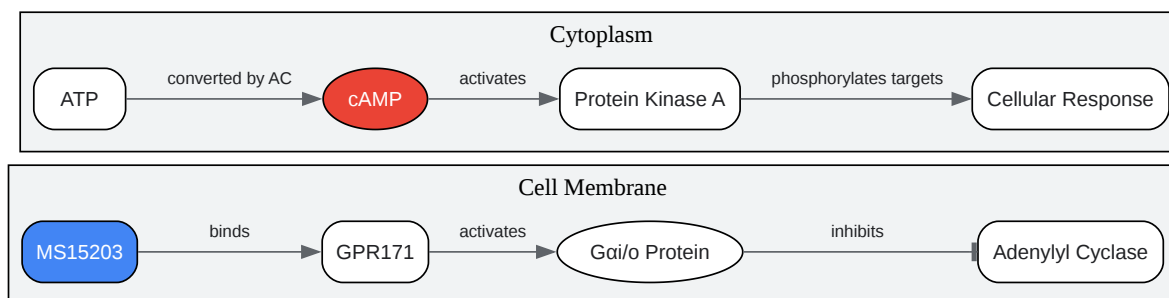 Cytoplasm
ATP
converted by AC
cAMP
activates
Protein Kinase A
phosphorylates targets
Cellular Response
Cell Membrane
MS15203
binds
GPR171
activates
Gαi/o Protein
inhibits
Adenylyl Cyclase